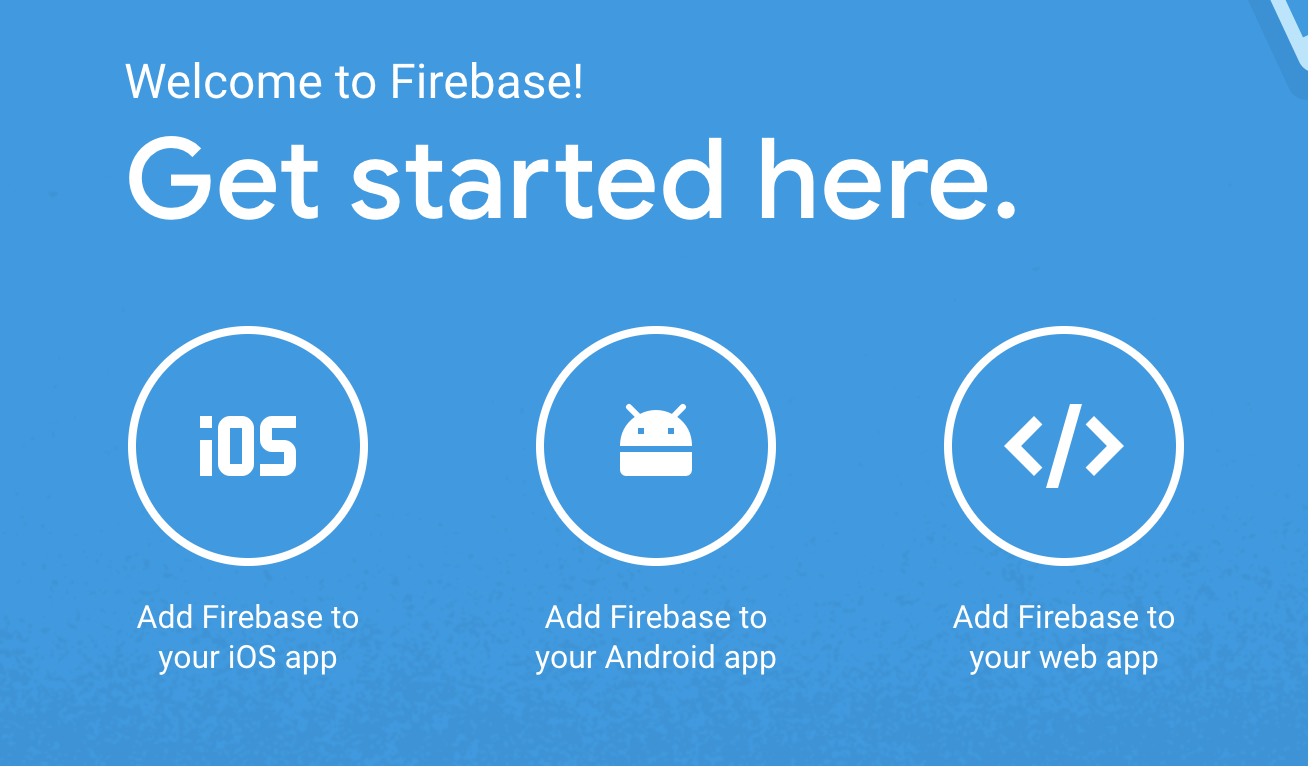 Welcome to Firebase!
Get started here.
iOS
Add Firebase to
your iOS app
Add Firebase to
your Android app
Add Firebase to
your web app